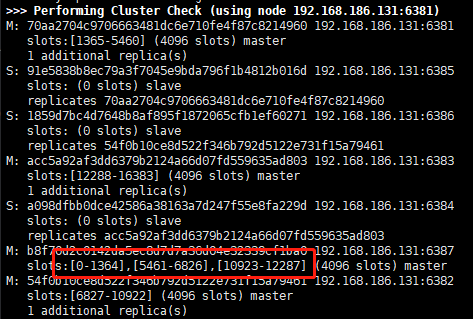 >>> Performing Cluster Check (using node 192.168.186.131:6381)
M: 70aa2704c9706663481dc6e710fe4f87c8214960 192.168.186.131:6381
slots:[1365-5460] (4096 slots) master
1 additional replica(s)
S: 91e5838b8ec79a3f7045e9bda796f1b4812b016d 192.168.186.131:6385
slots: (0 slots) slave
replicates 70aa2704c9706663481dc6e710fe4f87c8214960
S: 1859d7bc4d7648b8af895f1872065cfb1ef60271 192.168.186.131:6386
slots: (0 slots) slave
replicates 54f0b10ce8d522f346b792d5122e731f15a79461
M: acc5a92af3dd6379b2124a66d07fd559635ad803 192.168.186.131:6383
slots:[12288-16383] (4096 slots) master
1 additional replica(s)
S: a098dfbb0dce42586a38163a7d247f55e8fa229d 192.168.186.131:6384
slots: (0 slots) slave
replicates acc5a92af3dd6379b2124a66d07fd559635ad803
M: 192.168.186.131:6387
slots:[0-1364],[5461-6826],[10923-12287] (4096 slots) master
M: 54f0b10ce8d522f346b792d5122e731f15a79461 192.168.186.131:6382
slots:[6827-10922] (4096 slots) master
1 additional replica(s)